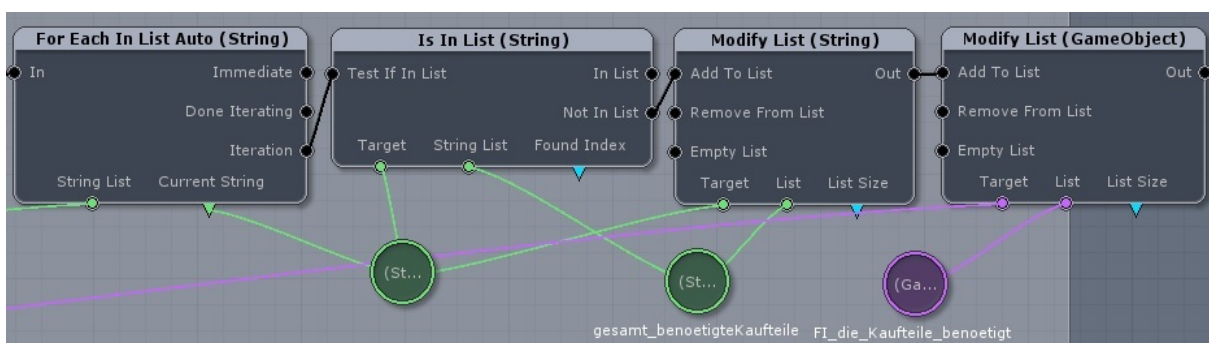 For Each In List Auto (String)
In
Immediate
Done Iterating
Iteration
String List
Current String
Is In List (String)
Test If In List
In List
Not In List
Target
String List
Found Index
Modify List (String)
Add To List
Out
Remove From List
Empty List
Target
List
List Size
Modify List (GameObject)
Add To List
Out
Remove From List
Empty List
Target
List
List Size
(St...
(St...
(Ga...
gesamt_benoetigteKaufteile
FI_die_Kaufteile_benoetigt